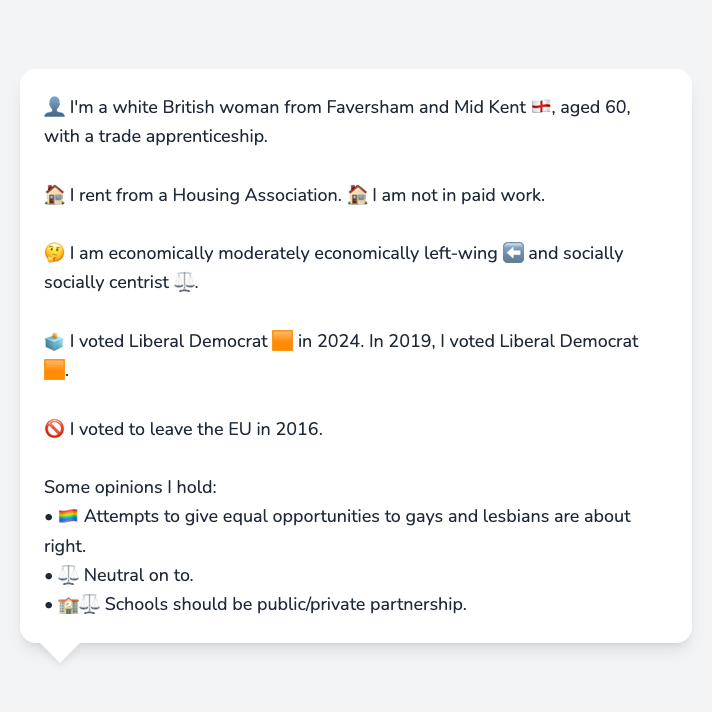 👤 I'm a white British woman from Faversham and Mid Kent 🏴󠁧󠁢󠁥󠁮󠁧󠁿, aged 60,
with a trade apprenticeship.
🏠 I rent from a Housing Association. 🏠 I am not in paid work.
🤔 I am economically moderately economically left-wing ⬅️ and socially
socially centrist ⚖️.
🗳️ I voted Liberal Democrat 🟧 in 2024. In 2019, I voted Liberal Democrat
🟧.
🚫 I voted to leave the EU in 2016.
Some opinions I hold:
• 🏳️‍🌈 Attempts to give equal opportunities to gays and lesbians are about
right.
• ⚖️ Neutral on to.
• 🏫⚖️ Schools should be public/private partnership.